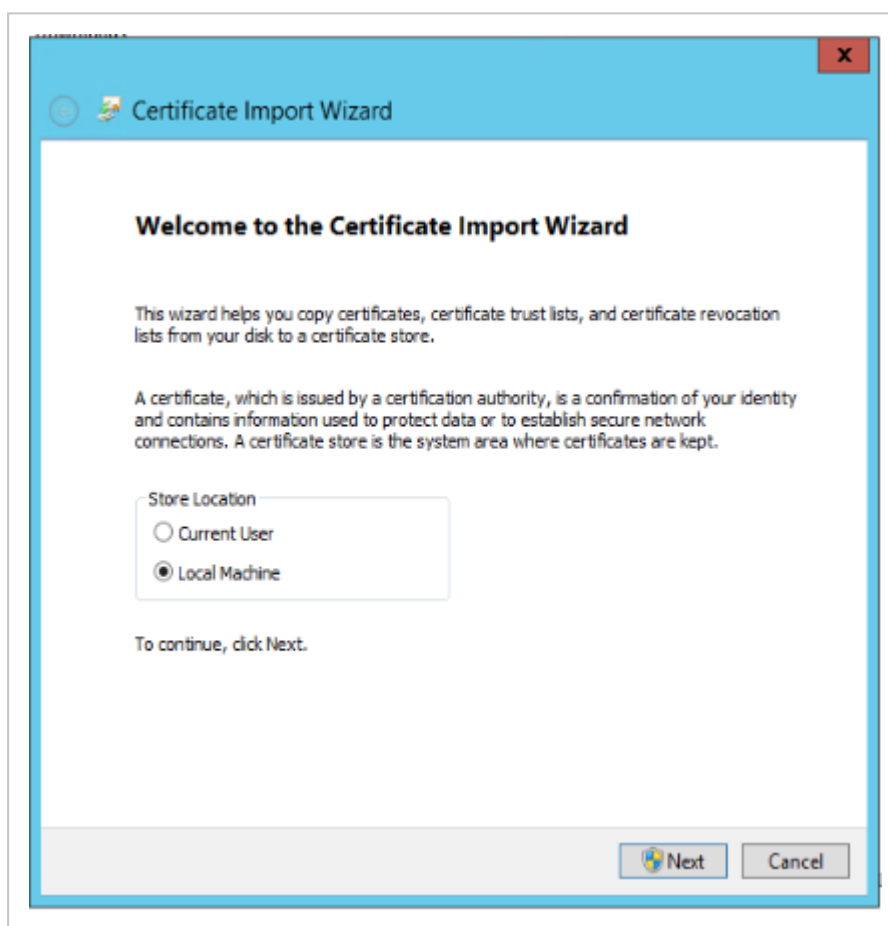 X
Certificate Import Wizard
Welcome to the Certificate Import Wizard
This wizard helps you copy certificates, certificate trust lists, and certificate revocation
lists from your disk to a certificate store.
A certificate, which is issued by a certification authority, is a confirmation of your identity
and contains information used to protect data or to establish secure network
connections. A certificate store is the system area where certificates are kept.
Store Location
Current User
Local Machine
To continue, click Next.
Next Cancel